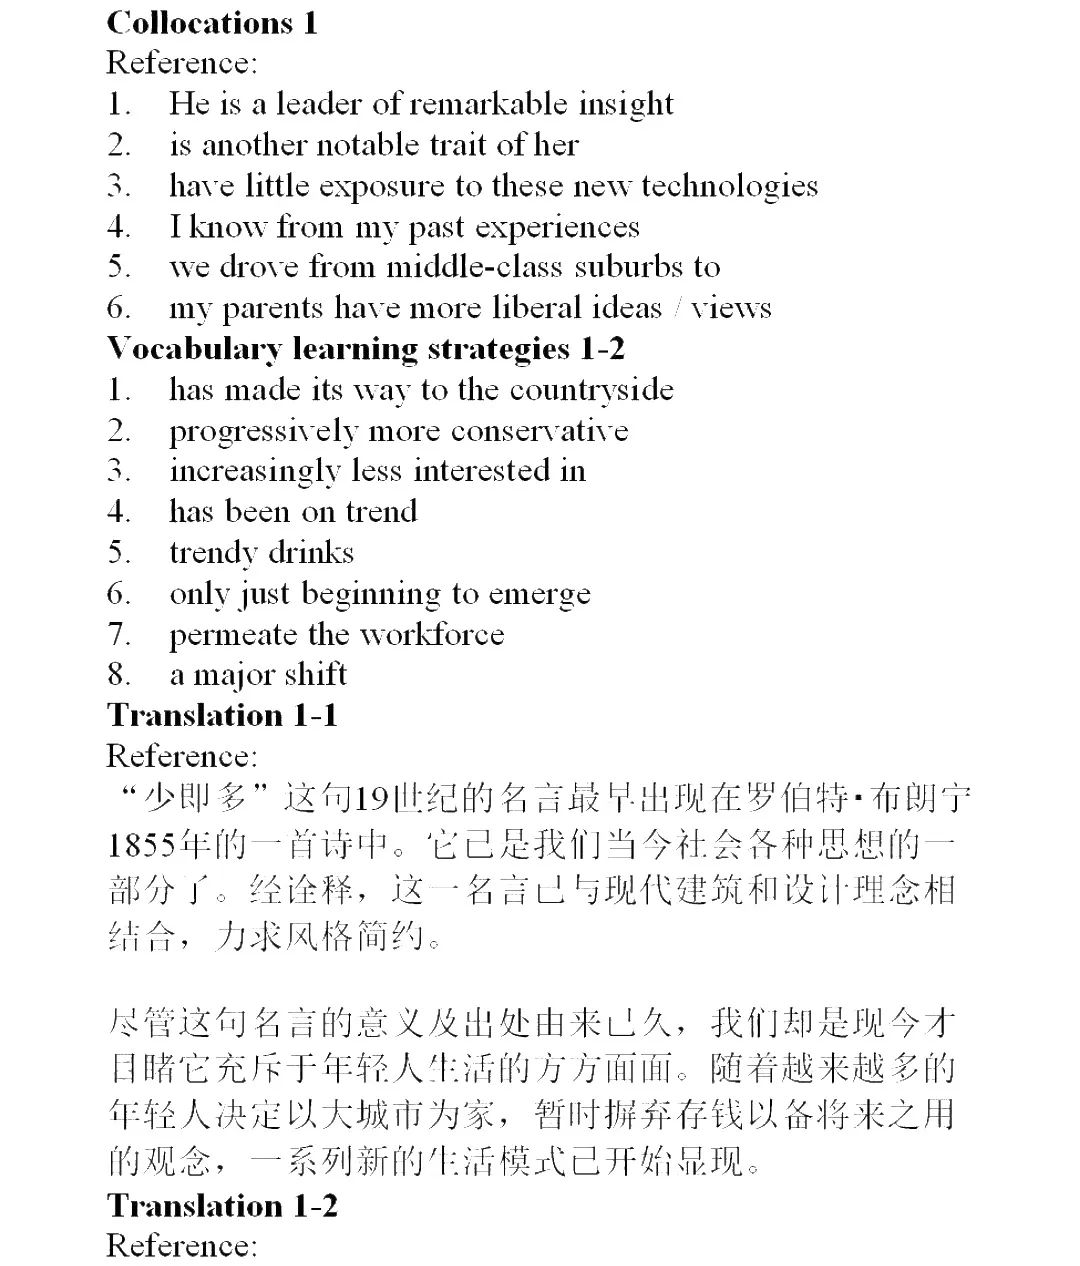 Collocations 1
Reference:
1. He is a leader of remarkable insight
2. is another notable trait of her
3. have little exposure to these new technologies
4. I know from my past experiences
5. we drove from middle-class suburbs to
6. my parents have more liberal ideas / views
Vocabulary learning strategies 1-2
1. has made its way to the countryside
2. progressively more conservative
3. increasingly less interested in
4. has been on trend
5. trendy drinks
6. only just beginning to emerge
7. permeate the workforce
8. a major shift
Translation 1-1
Reference:
“少即多”这句19世纪的名言最早出现在罗伯特·布朗宁
1855年的一首诗中。它已是我们当今社会各种思想的一
部分了。经诠释，这一名言已与现代建筑和设计理念相
结合，力求风格简约。
尽管这句名言的意义及出处由来已久，我们却是现今才
目睹它充斥于年轻人生活的方方面面。随着越来越多的
年轻人决定以大城市为家，暂时摒弃存钱以备将来之用
的观念，一系列新的生活模式已开始显现。
Translation 1-2
Reference: